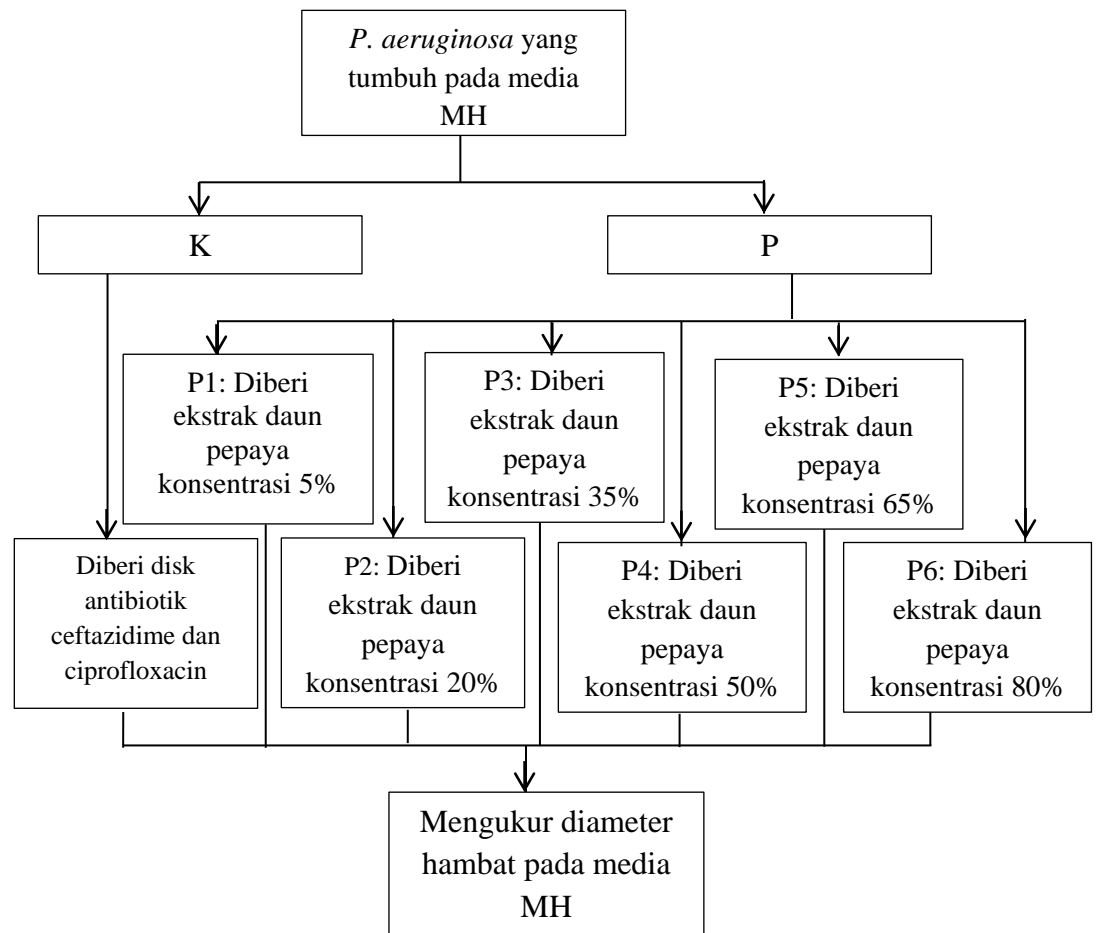 P. aeruginosa yang
tumbuh pada media
MH
K
P
P1: Diberi
ekstrak daun
pepaya
konsentrasi 5%
P3: Diberi
ekstrak daun
pepaya
konsentrasi 35%
P5: Diberi
ekstrak daun
pepaya
konsentrasi 65%
Diberi disk
antibiotik
ceftazidime dan
ciprofloxacin
P2: Diberi
ekstrak daun
pepaya
konsentrasi 20%
P4: Diberi
ekstrak daun
pepaya
konsentrasi 50%
P6: Diberi
ekstrak daun
pepaya
konsentrasi 80%
Mengukur diameter
hambat pada media
MH